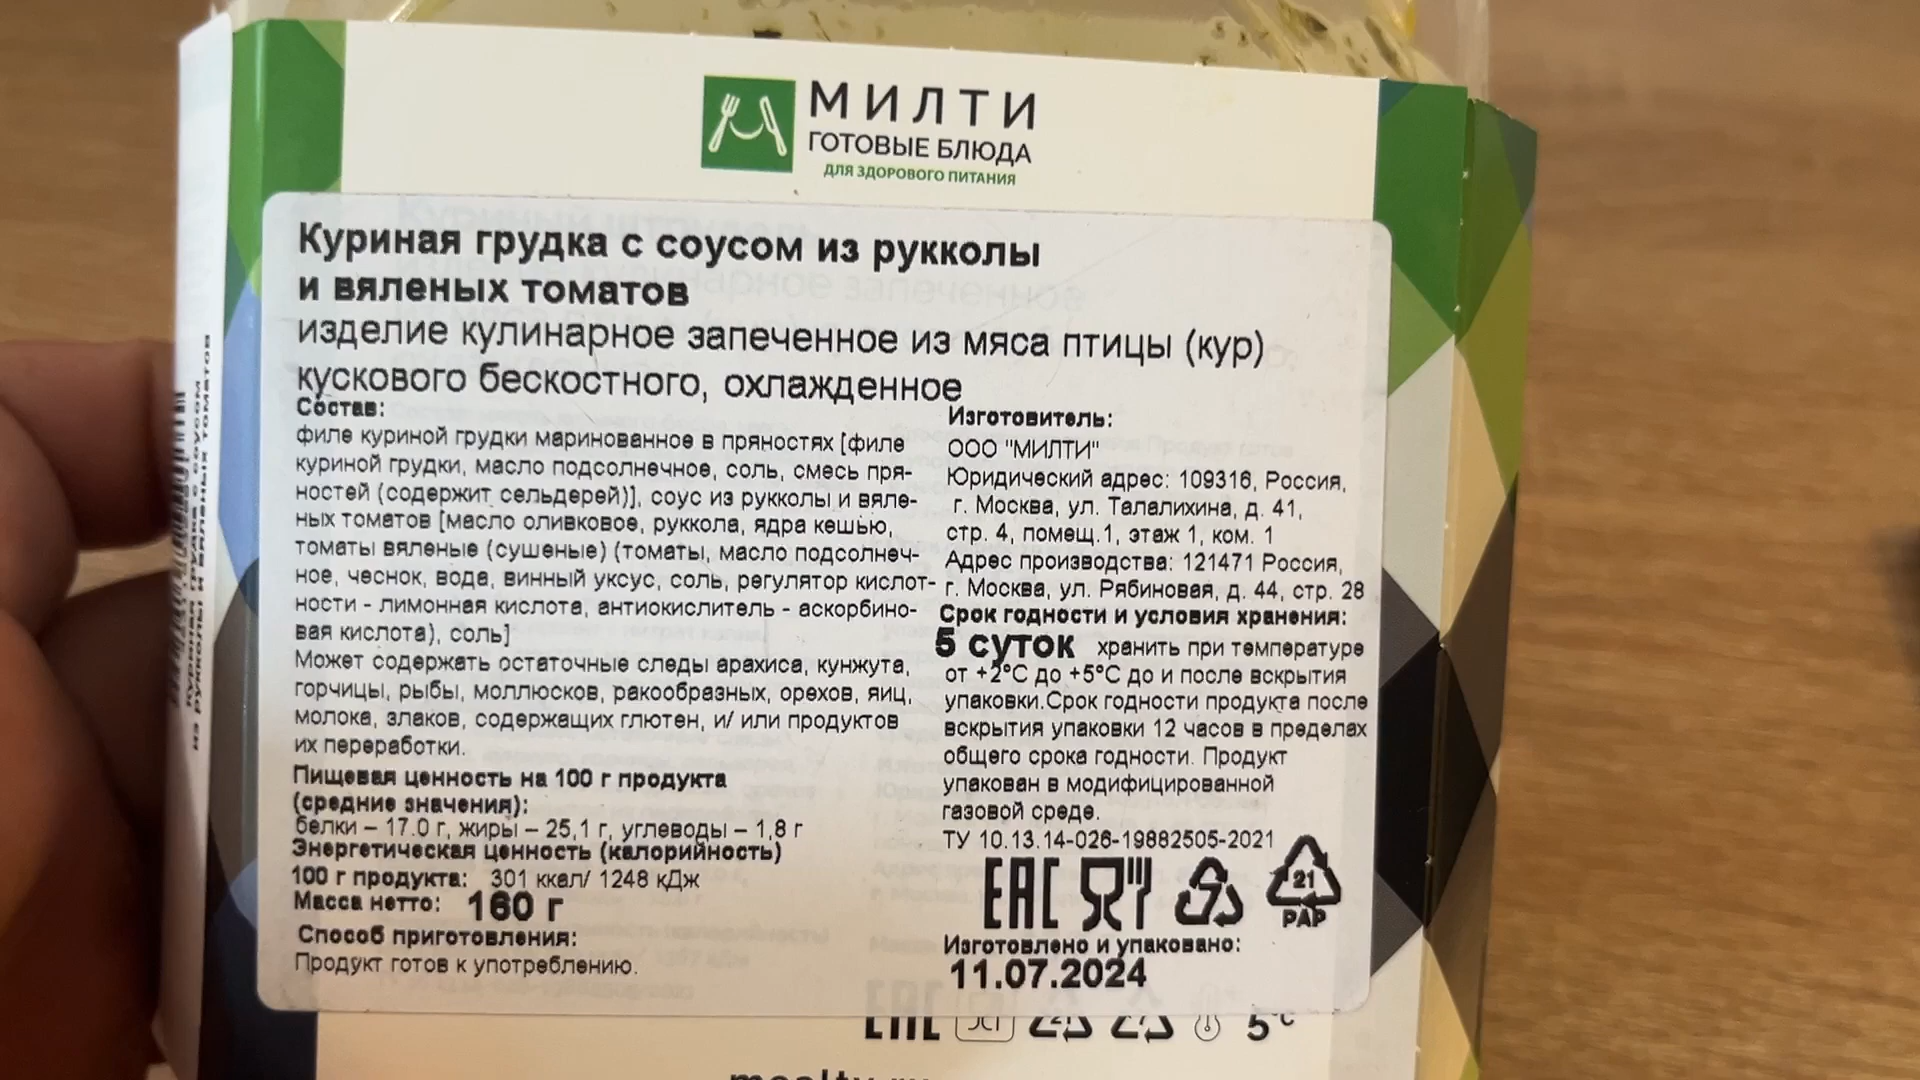 МИЛТИ
ГОТОВЫЕ БЛЮДА
ДЛЯ ЗДОРОВОГО ПИТАНИЯ
Куриная грудка с соусом из рукколы
и вяленых томатов
изделие кулинарное запеченное из мяса птицы (кур)
кускового бескостного, охлажденное
Состав:
филе куриной грудки маринованное в пряностях [филе
куриной грудки, масло подсолнечное, соль, смесь пря-
ностей (содержит сельдерей)], соус из рукколы и вяле-
ных томатов [масло оливковое, руккола, ядра кешью,
томаты вяленые (сушеные) (томаты, масло подсолнеч-
ное, чеснок, вода, винный уксус, соль, регулятор кислот-
ности - лимонная кислота, антиокислитель - аскорбино-
вая кислота), соль]
Может содержать остаточные следы арахиса, кунжута,
горчицы, рыбы, моллюсков, ракообразных, орехов, яиц,
молока, злаков, содержащих глютен, и/ или продуктов
их переработки.
Пищевая ценность на 100 г продукта
(средние значения):
белки – 17.0 г, жиры – 25,1 г, углеводы – 1,8 г
Энергетическая ценность (калорийность)
100 г продукта: 301 ккал/ 1248 кДж
Масса нетто: 160 г
Способ приготовления:
Продукт готов к употреблению.
Изготовитель:
ООО "МИЛТИ"
Юридический адрес: 109316, Россия,
г. Москва, ул. Талалихина, д. 41,
стр. 4, помещ.1, этаж 1, ком. 1
Адрес производства: 121471 Россия,
г. Москва, ул. Рябиновая, д. 44, стр. 28
Срок годности и условия хранения:
5 суток хранить при температуре
от +2°С до +5°С до и после вскрытия
упаковки.Срок годности продукта после
вскрытия упаковки 12 часов в пределах
общего срока годности. Продукт
упакован в модифицированной
газовой среде.
ТУ 10.13.14-026-19882505-2021
ЕАС
21
PAP
Изготовлено и упаковано:
11.07.2024
ЕАС
5°С
Куриная грудка с соусом
из рукколы и вяленых томатов